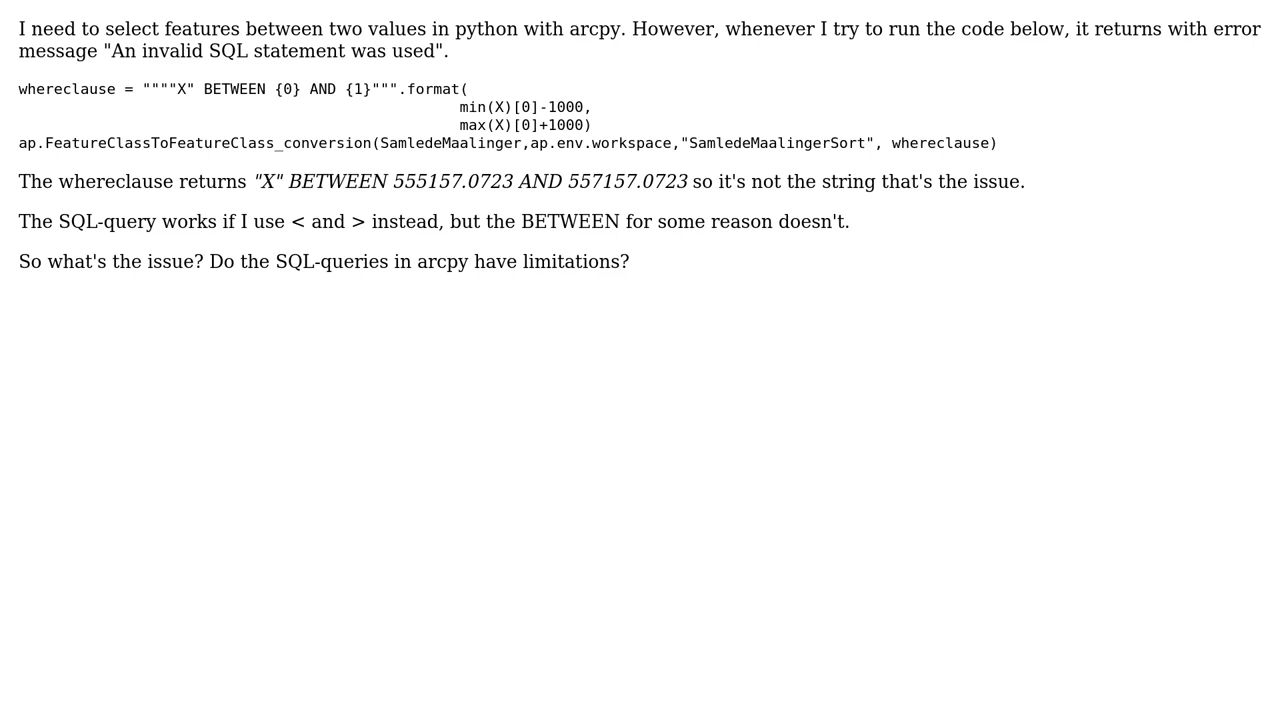 I need to select features between two values in python with arcpy. However, whenever I try to run the code below, it returns with error
message "An invalid SQL statement was used".
whereclause = """"X" BETWEEN {0} AND {1}""".format(
min(X)[0]-1000,
max(X)[0]+1000)
ap.FeatureClassToFeatureClass_conversion(SamledeMaalinger,ap.env.workspace,"SamledeMaalingerSort", whereclause)
The whereclause returns "X" BETWEEN 555157.0723 AND 557157.0723 so it's not the string that's the issue.
The SQL-query works if I use < and > instead, but the BETWEEN for some reason doesn't.
So what's the issue? Do the SQL-queries in arcpy have limitations?